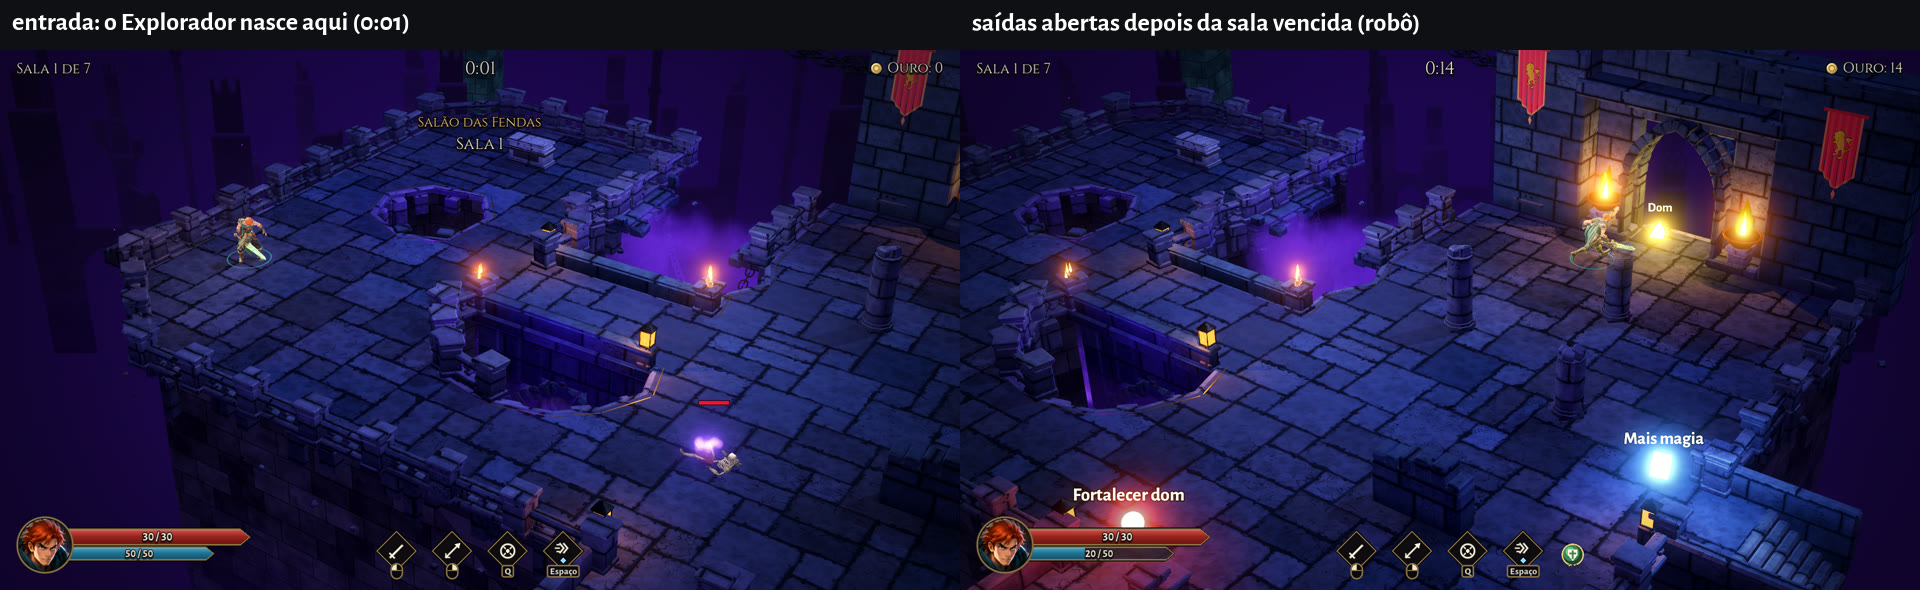 entrada: o Explorador nasce aqui (0:01)
SALA 1 DE 7
0:01
OURO: 0
SALÃO DAS FENDAS
SALA 1
30/30
50/50
Q
Espaço
saídas abertas depois da sala vencida (robô)
SALA 1 DE 7
0:14
OURO: 14
Dom
Mais magia
Fortalecer dom
30/30
20/50
Q
Espaço